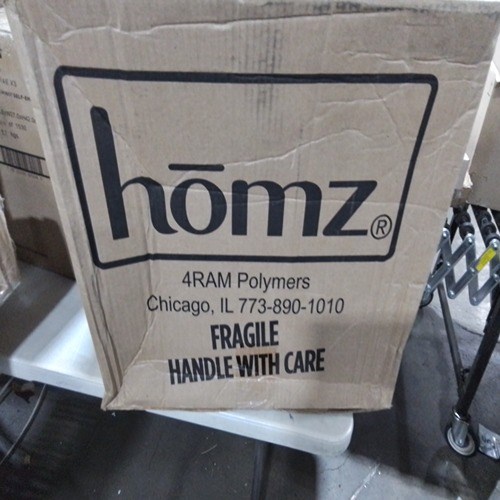 hōmz®
4RAM Polymers
Chicago, IL 773-890-1010
FRAGILE
HANDLE WITH CARE